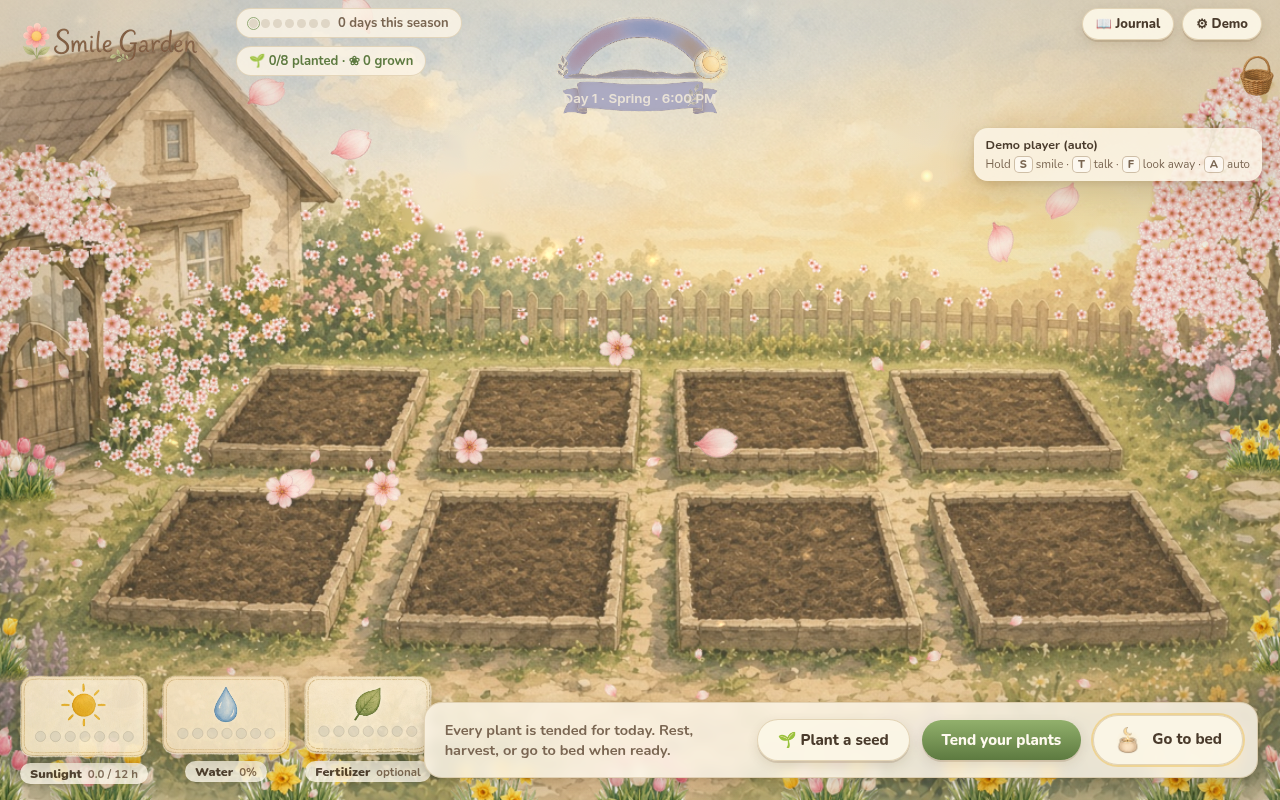 Smile Garden
0 days this season
🌱 0/8 planted · ❀ 0 grown
Day 1 · Spring · 6:00 PM
📖 Journal
⚙ Demo
Demo player (auto)
Hold S smile · T talk · F look away · A auto
Every plant is tended for today. Rest,
harvest, or go to bed when ready.
🌱 Plant a seed
Tend your plants
Go to bed
Sunlight 0.0 / 12 h
Water 0%
Fertilizer optional